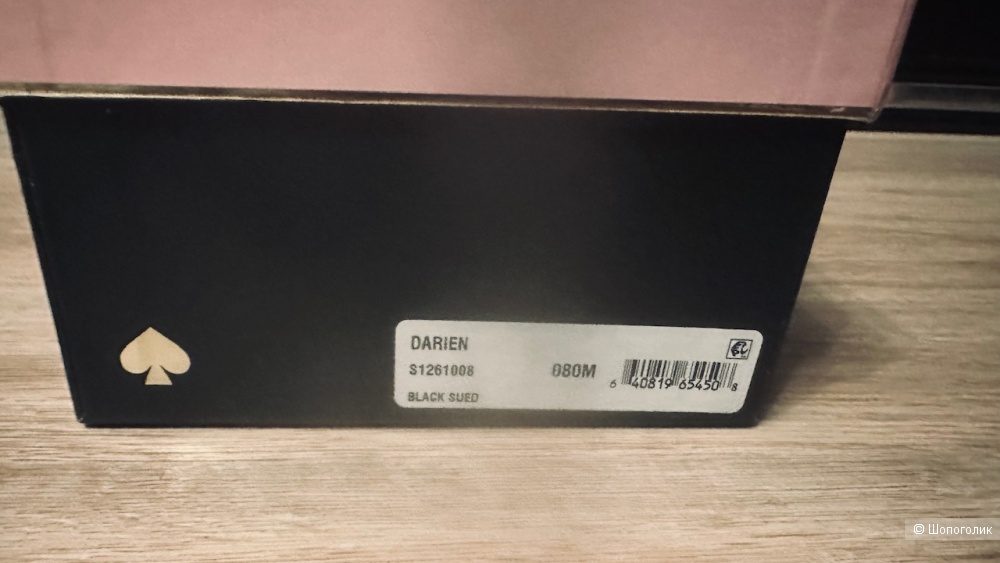 DARIEN
S1261008 080M
6 40819 65450 8
BLACK SUED
© Шопоголик